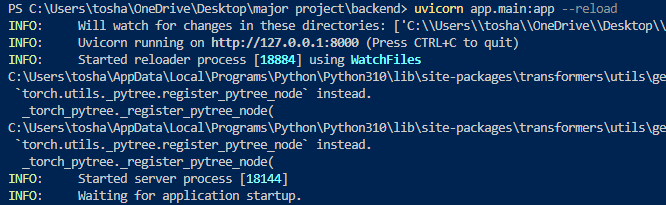 PS C:\Users\tosha\OneDrive\Desktop\major project\backend> uvicorn app.main:app --reload
INFO:     Will watch for changes in these directories: ['C:\\Users\\tosha\\OneDrive\\Desktop\\
INFO:     Uvicorn running on http://127.0.0.1:8000 (Press CTRL+C to quit)
INFO:     Started reloader process [18884] using WatchFiles
C:\Users\tosha\AppData\Local\Programs\Python\Python310\lib\site-packages\transformers\utils\ge
`torch.utils._pytree.register_pytree_node` instead.
_torch_pytree._register_pytree_node(
C:\Users\tosha\AppData\Local\Programs\Python\Python310\lib\site-packages\transformers\utils\ge
`torch.utils._pytree.register_pytree_node` instead.
_torch_pytree._register_pytree_node(
INFO:     Started server process [18144]
INFO:     Waiting for application startup.